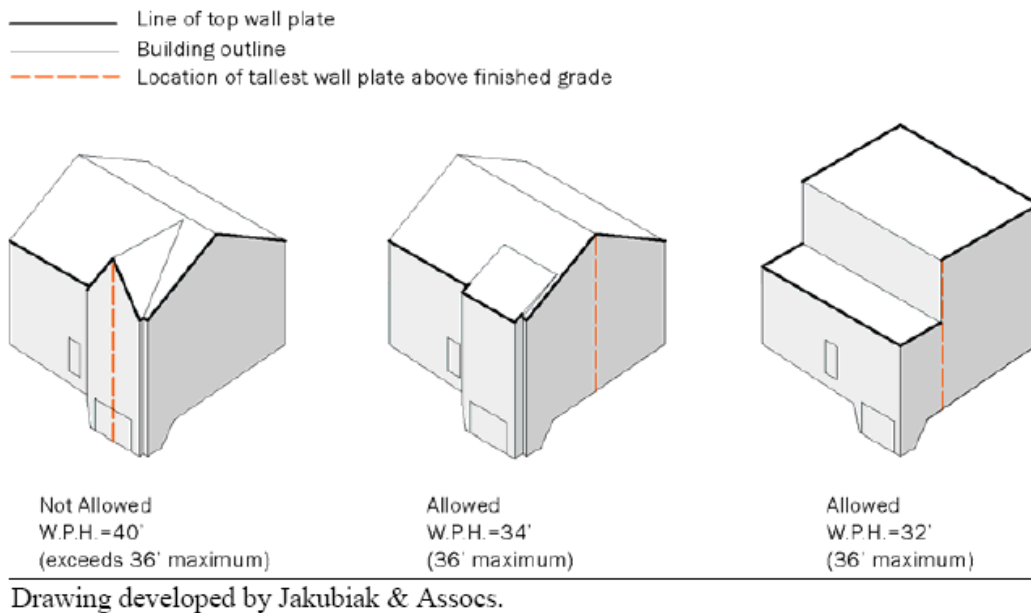 Line of top wall plate
Building outline
Location of tallest wall plate above finished grade
Not Allowed
W.P.H.=40'
(exceeds 36' maximum)
Allowed
W.P.H.=34'
(36' maximum)
Allowed
W.P.H.=32'
(36' maximum)
Drawing developed by Jakubiak & Assocs.